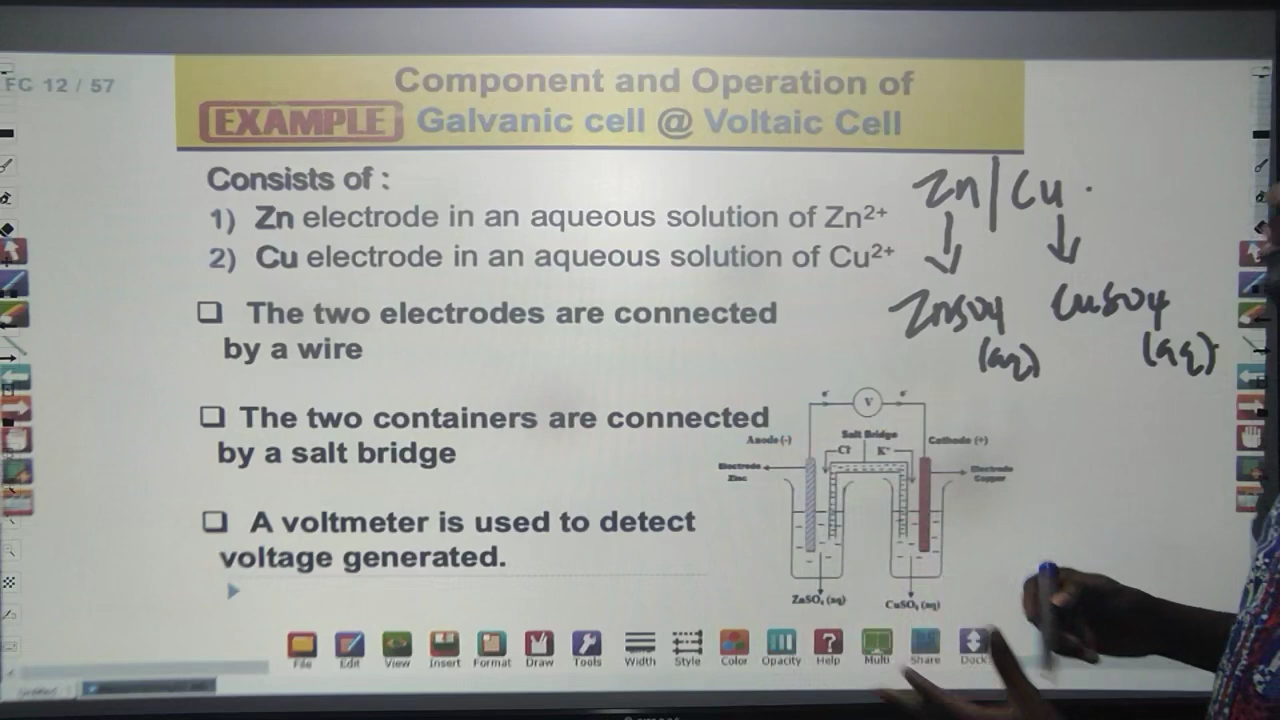 FC 12 / 57
Component and Operation of
EXAMPLE Galvanic cell @ Voltaic Cell
Consists of :
1) Zn electrode in an aqueous solution of Zn²⁺
2) Cu electrode in an aqueous solution of Cu²⁺
The two electrodes are connected
by a wire
The two containers are connected
by a salt bridge
A voltmeter is used to detect
voltage generated.
Zn | Cu
ZnSO4 CuSO4
(aq) (aq)
e⁻ V e⁻
Anode (-) Salt Bridge Cathode (+)
Cl⁻ K⁺
Electrode
Zinc
Electrode
Copper
ZnSO₄ (aq) CuSO₄ (aq)
File Edit View Insert Format Draw Tools Width Style Color Opacity Help Multi Share Dock